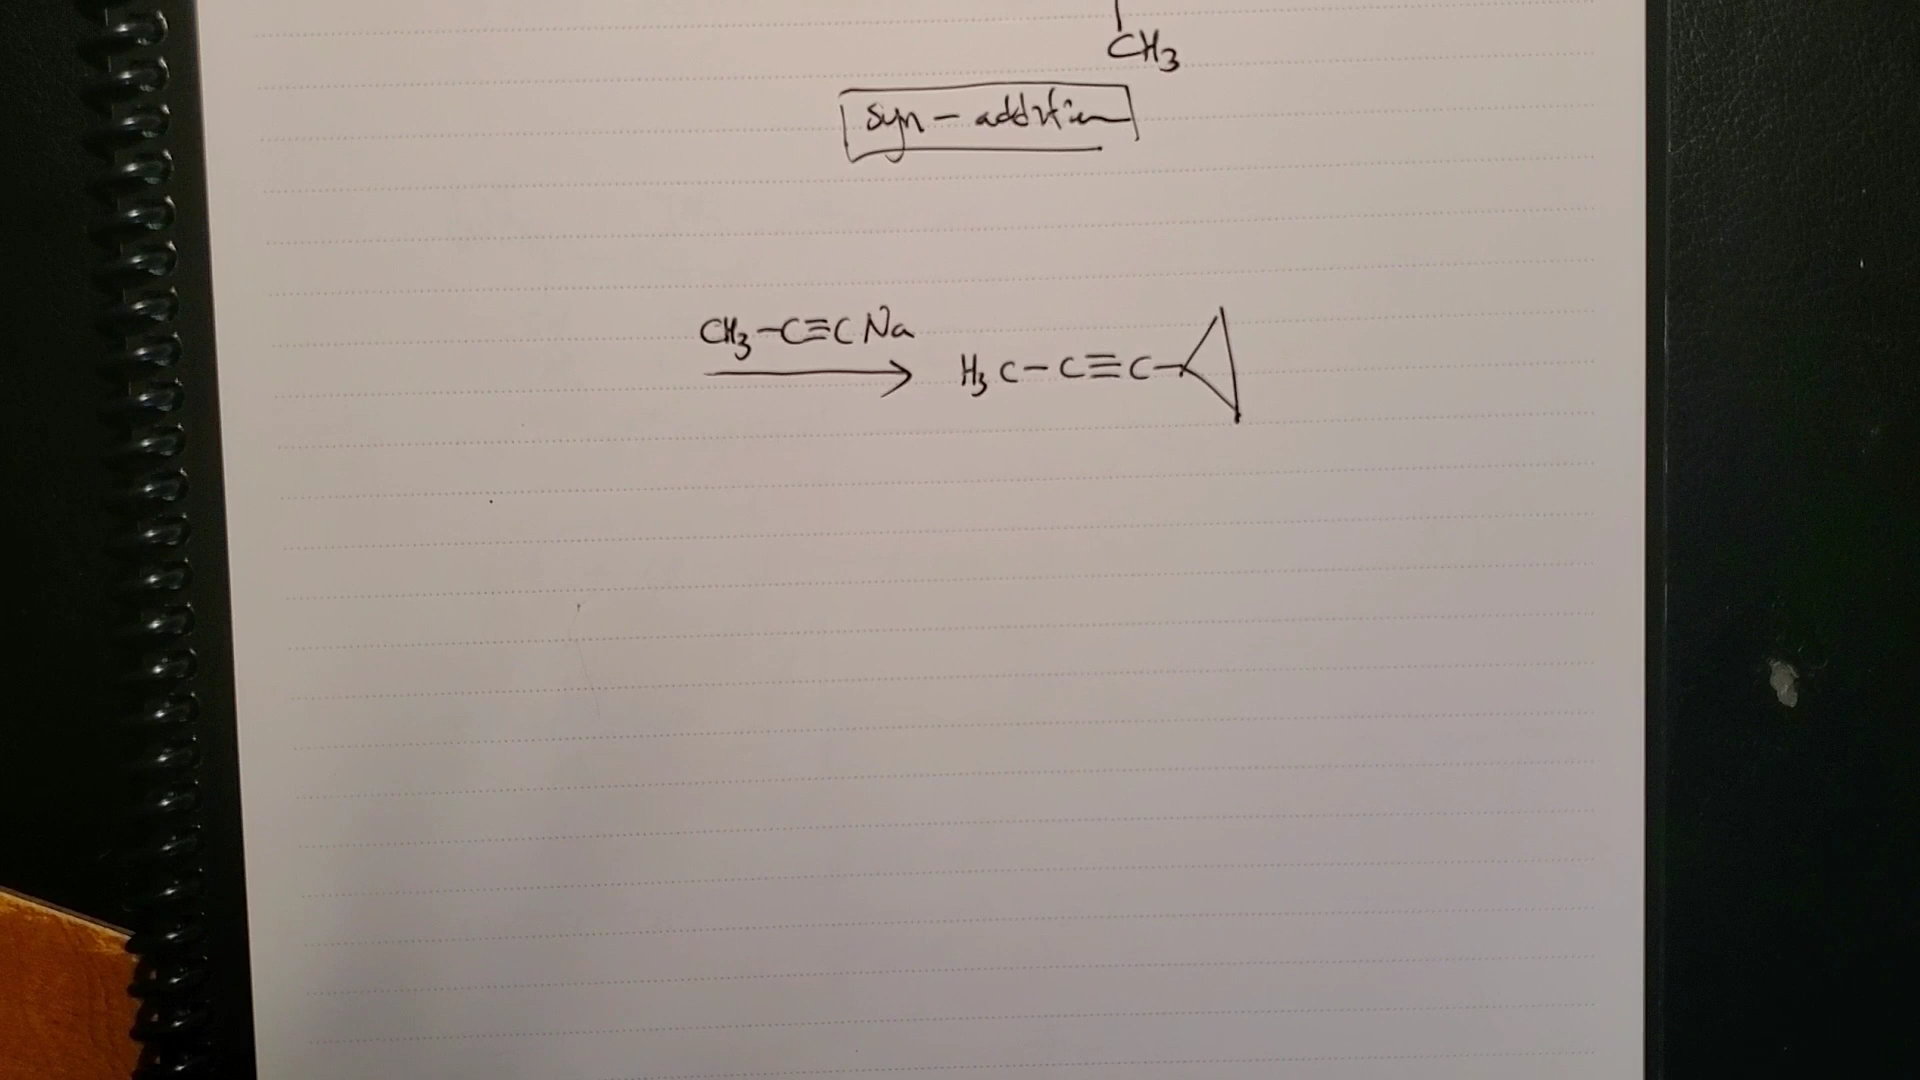 CH3
syn - addition
CH3-C≡CNa
H3C-C≡C-